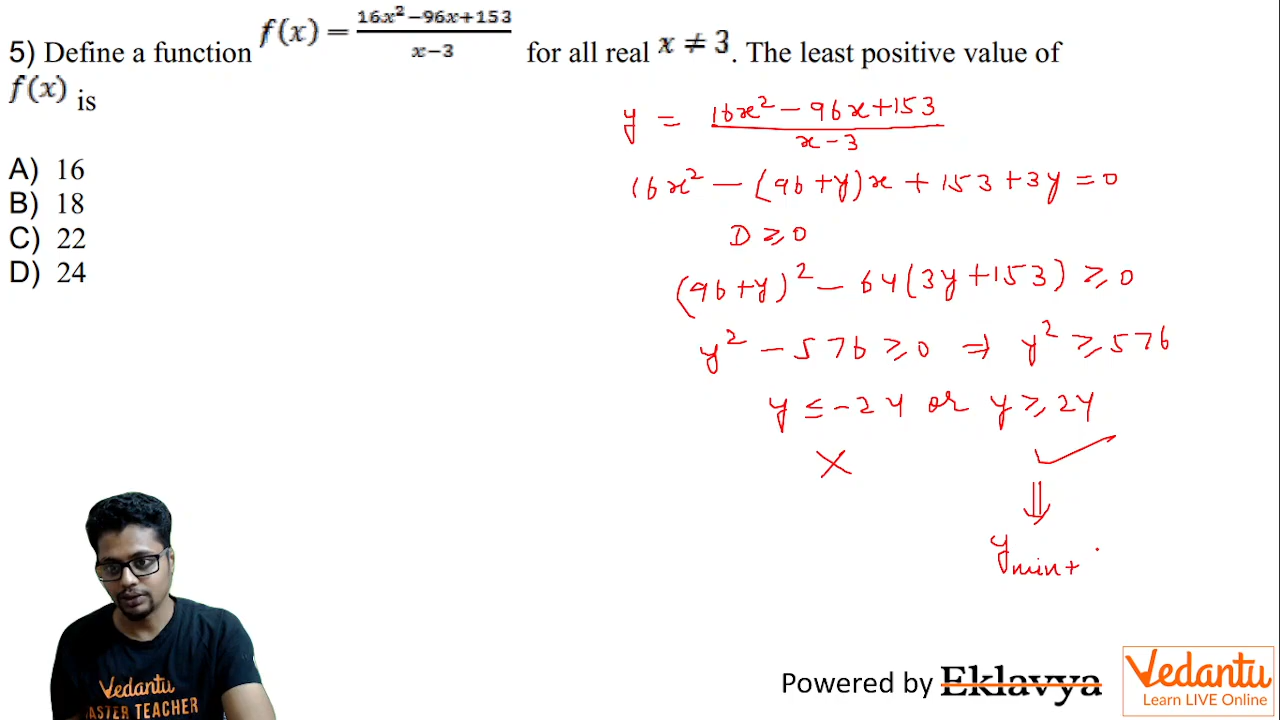 5) Define a function f(x) = (16x²−96x+153)/(x−3) for all real x ≠ 3. The least positive value of
f(x) is
A) 16
B) 18
C) 22
D) 24
y = (16x² − 96x+153)/(x−3)
16x² − (96+y)x + 153+3y = 0
D ≥ 0
(96+y)² − 64(3y+153) ≥ 0
y² − 576 ≥ 0 ⇒ y² ≥ 576
y ≤ −24 or y ≥ 24
× ✓
⇓
y min+
Vedantu
MASTER TEACHER
Powered by Eklavya
Vedantu
Learn LIVE Online